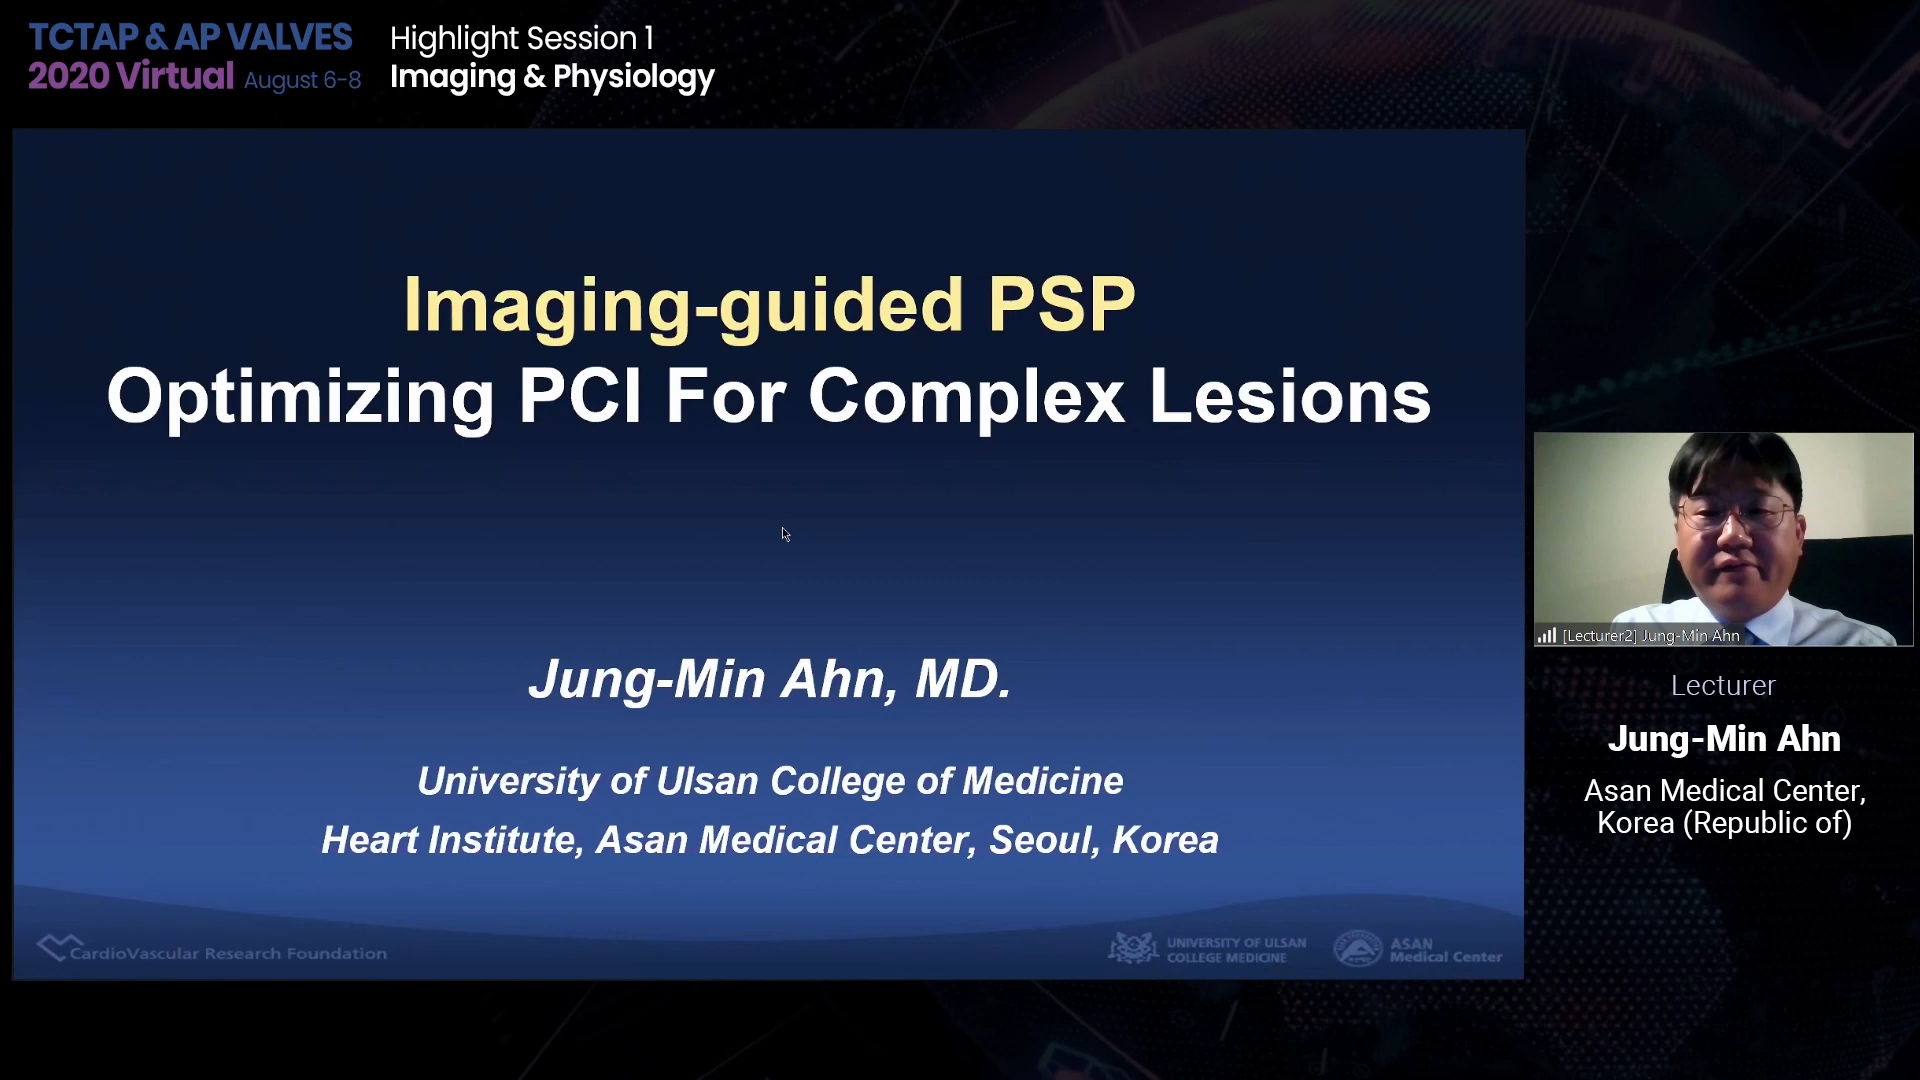 TCTAP & AP VALVES
2020 Virtual August 6-8
Highlight Session 1
Imaging & Physiology
Imaging-guided PSP
Optimizing PCI For Complex Lesions
Jung-Min Ahn, MD.
University of Ulsan College of Medicine
Heart Institute, Asan Medical Center, Seoul, Korea
CardioVascular Research Foundation
UNIVERSITY OF ULSAN
COLLEGE MEDICINE
ASAN
Medical Center
[Lecturer2] Jung-Min Ahn
Lecturer
Jung-Min Ahn
Asan Medical Center,
Korea (Republic of)